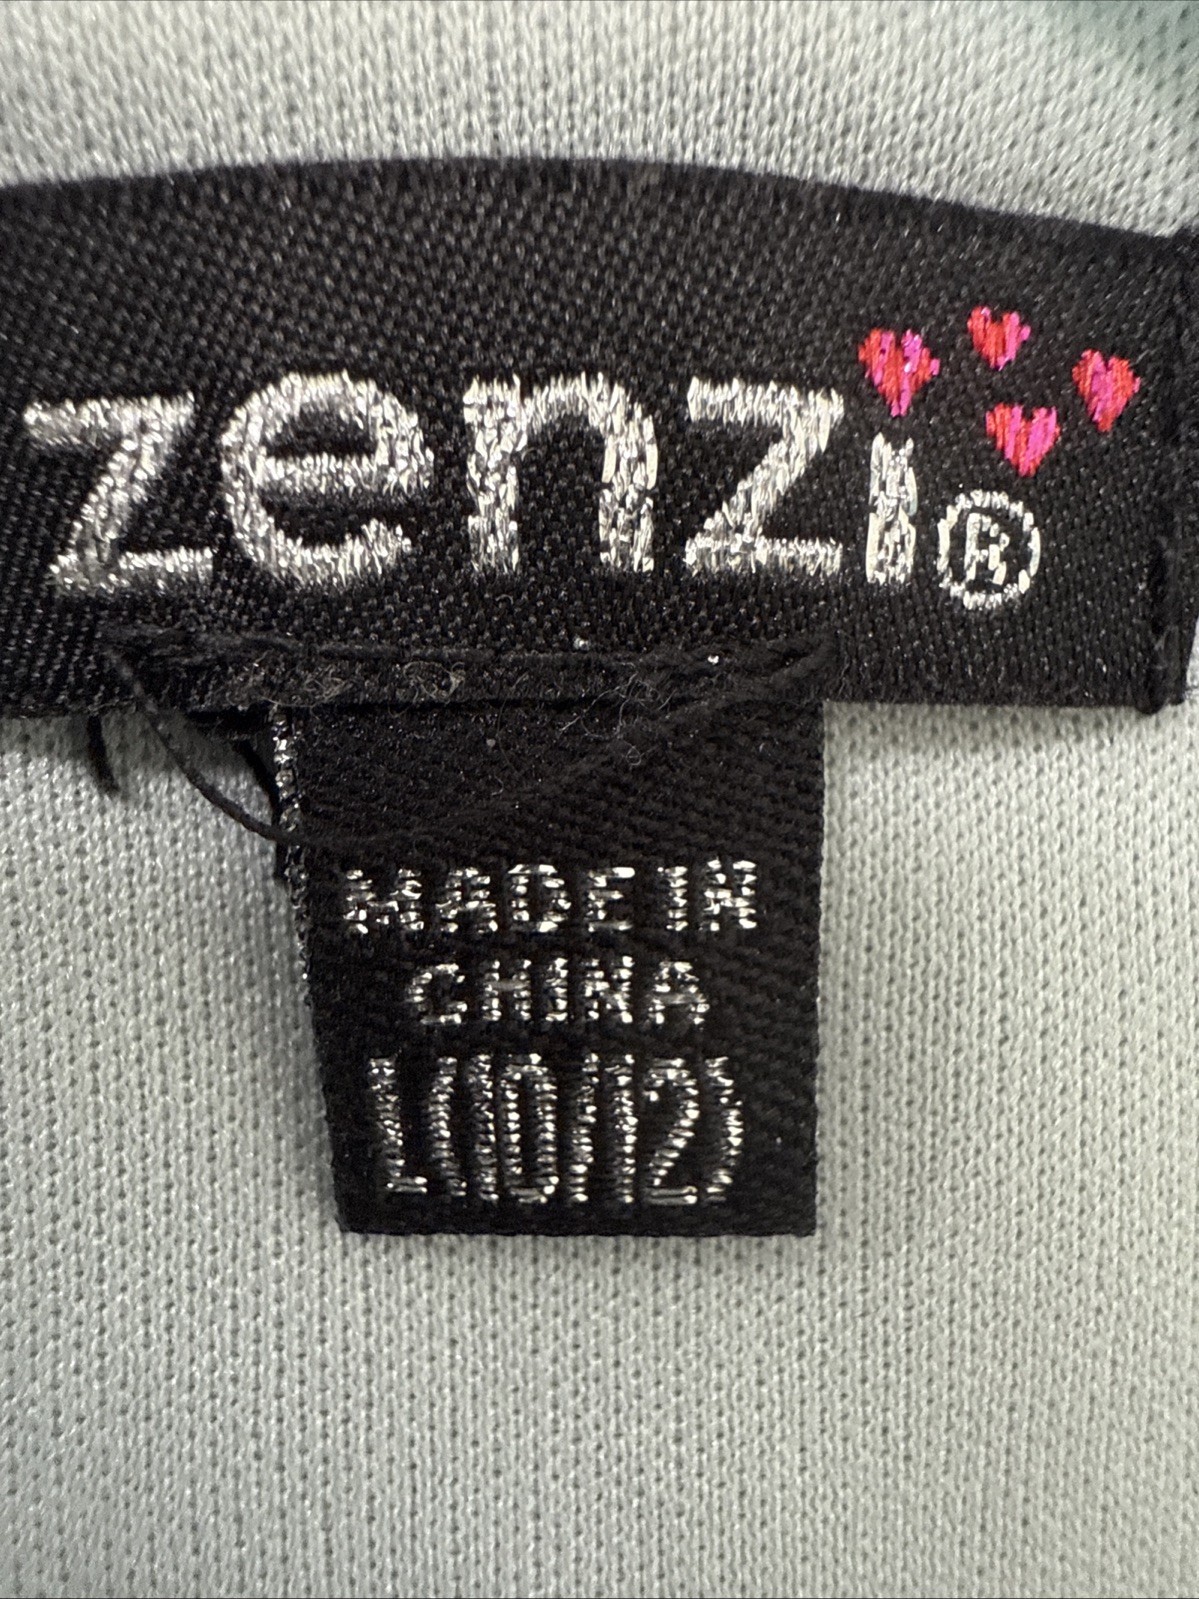 zenzi®
MADE IN
CHINA
L(10/12)